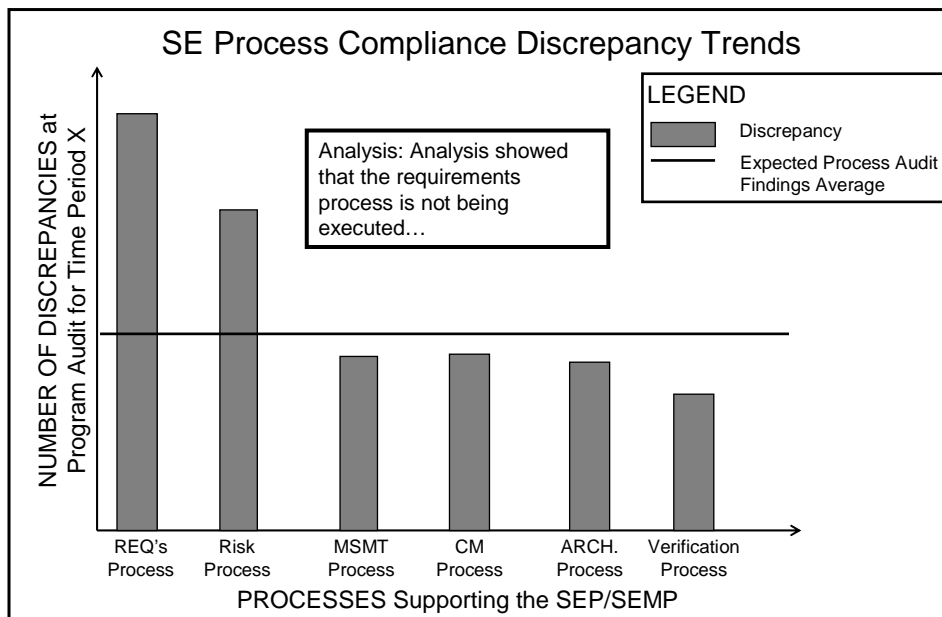 SE Process Compliance Discrepancy Trends
LEGEND
Discrepancy
Expected Process Audit
Findings Average
Analysis: Analysis showed
that the requirements
process is not being
executed…
NUMBER OF DISCREPANCIES at
Program Audit for Time Period X
REQ's
Process
Risk
Process
MSMT
Process
CM
Process
ARCH.
Process
Verification
Process
PROCESSES Supporting the SEP/SEMP